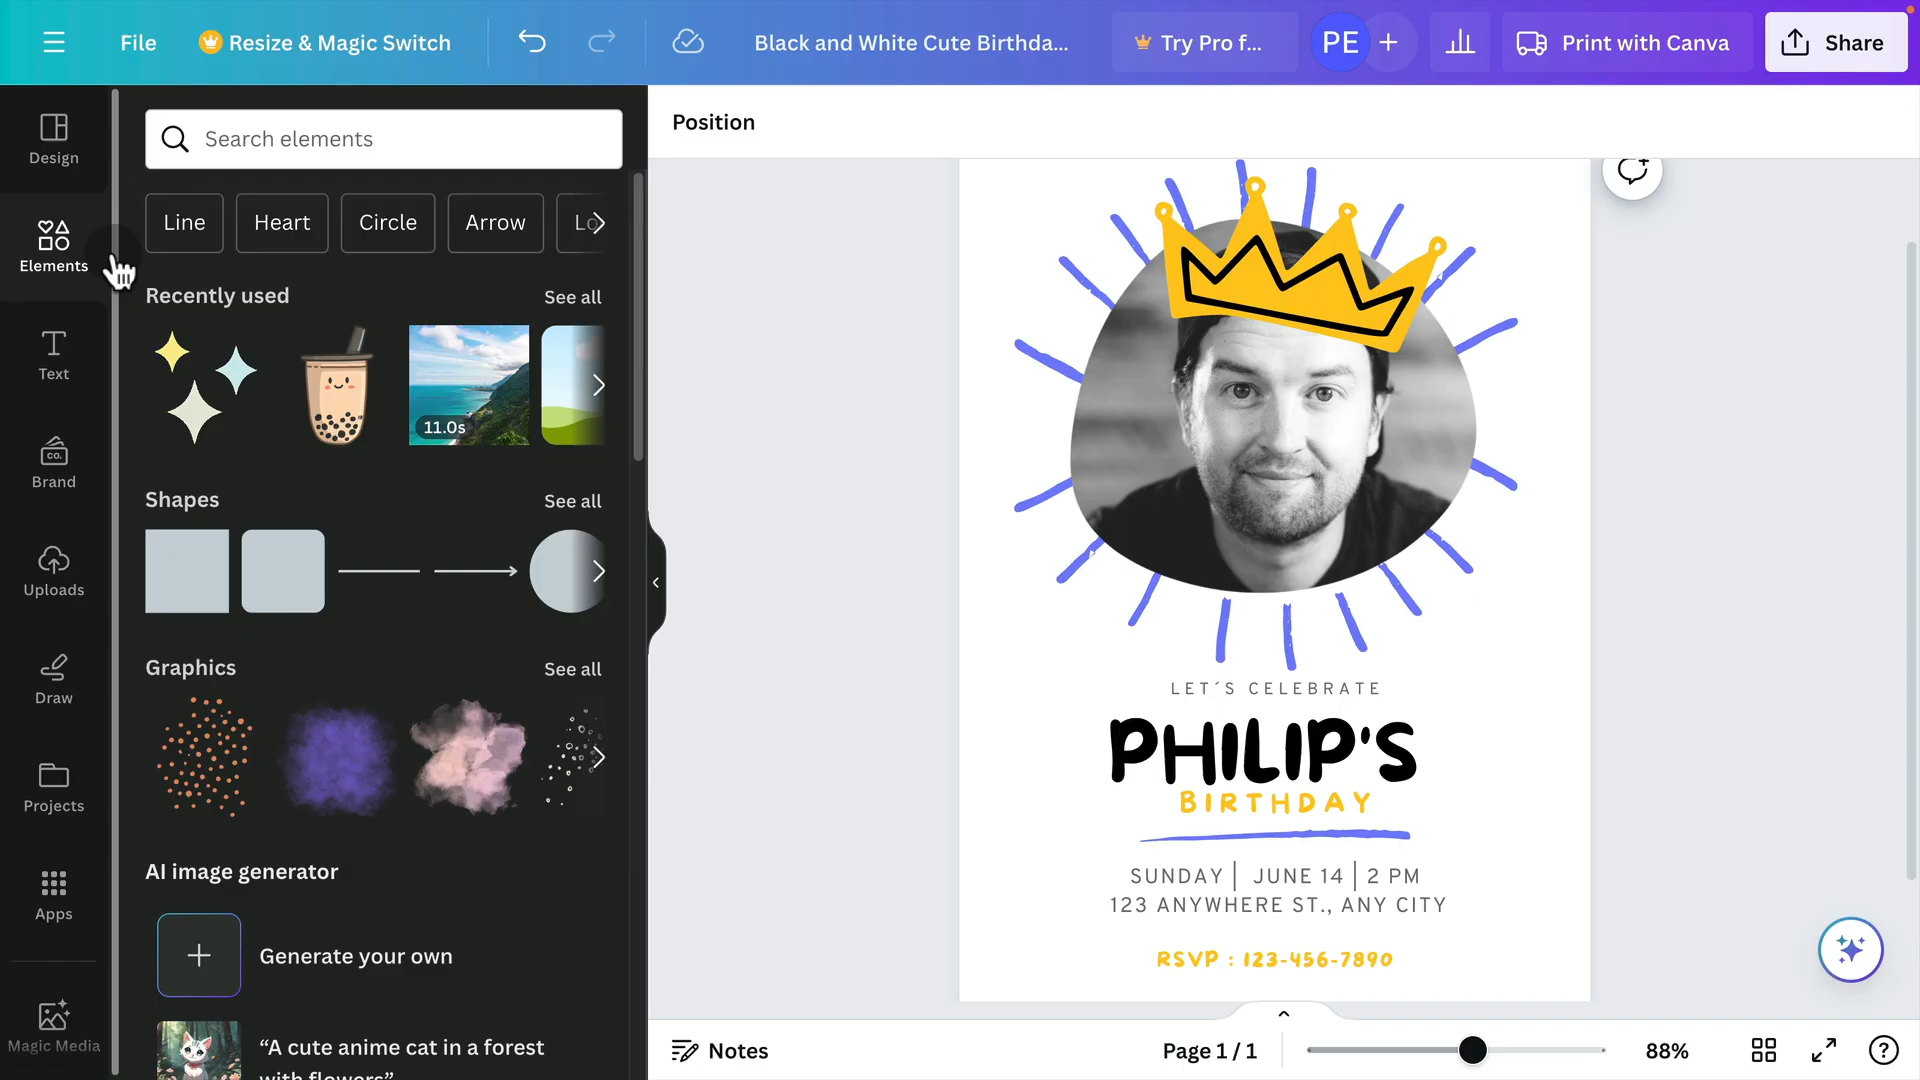 File
Resize & Magic Switch
Black and White Cute Birthda...
Try Pro f...
PE
Print with Canva
Share
Design
Elements
Text
CO.
Brand
Uploads
Draw
Projects
Apps
Magic Media
Search elements
Line
Heart
Circle
Arrow
Recently used
See all
11.0s
Shapes
See all
Graphics
See all
AI image generator
Generate your own
“A cute anime cat in a forest
with flowers”
Position
LET´S CELEBRATE
PHILIP'S
BIRTHDAY
SUNDAY | JUNE 14 | 2 PM
123 ANYWHERE ST., ANY CITY
RSVP : 123-456-7890
Notes
Page 1 / 1
88%